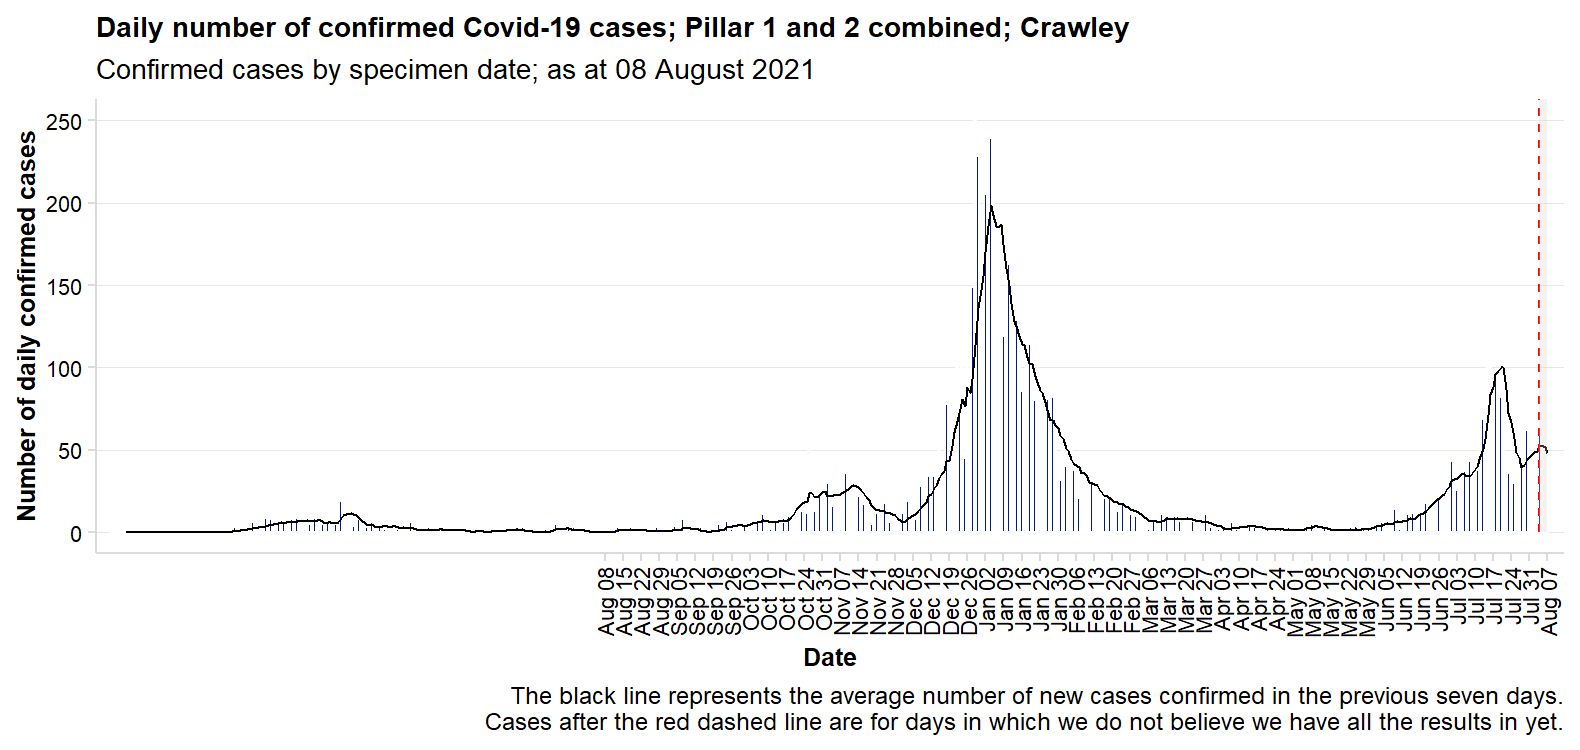 Daily number of confirmed Covid-19 cases; Pillar 1 and 2 combined; Crawley
Confirmed cases by specimen date; as at 08 August 2021
Number of daily confirmed cases
250
200
150
100
50
0
Aug 08
Aug 15
Aug 22
Aug 29
Sep 05
Sep 12
Sep 19
Sep 26
Oct 03
Oct 10
Oct 17
Oct 24
Oct 31
Nov 07
Nov 14
Nov 21
Nov 28
Dec 05
Dec 12
Dec 19
Dec 26
Jan 02
Jan 09
Jan 16
Jan 23
Jan 30
Feb 06
Feb 13
Feb 20
Feb 27
Mar 06
Mar 13
Mar 20
Mar 27
Apr 03
Apr 10
Apr 17
Apr 24
May 01
May 08
May 15
May 22
May 29
Jun 05
Jun 12
Jun 19
Jun 26
Jul 03
Jul 10
Jul 17
Jul 24
Jul 31
Aug 07
Date
The black line represents the average number of new cases confirmed in the previous seven days.
Cases after the red dashed line are for days in which we do not believe we have all the results in yet.